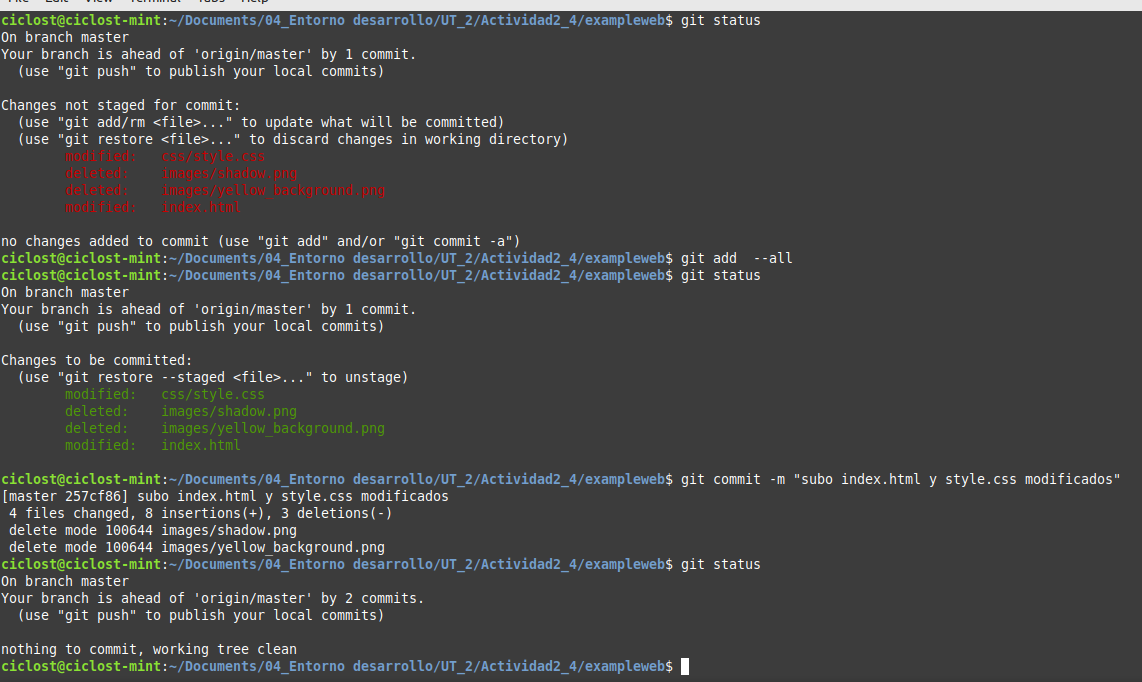 File Edit View Terminal Tabs Help
ciclost@ciclost-mint:~/Documents/04_Entorno desarrollo/UT_2/Actividad2_4/exampleweb$ git status
On branch master
Your branch is ahead of 'origin/master' by 1 commit.
  (use "git push" to publish your local commits)

Changes not staged for commit:
  (use "git add/rm <file>..." to update what will be committed)
  (use "git restore <file>..." to discard changes in working directory)
        modified:   css/style.css
        deleted:    images/shadow.png
        deleted:    images/yellow_background.png
        modified:   index.html

no changes added to commit (use "git add" and/or "git commit -a")
ciclost@ciclost-mint:~/Documents/04_Entorno desarrollo/UT_2/Actividad2_4/exampleweb$ git add  --all
ciclost@ciclost-mint:~/Documents/04_Entorno desarrollo/UT_2/Actividad2_4/exampleweb$ git status
On branch master
Your branch is ahead of 'origin/master' by 1 commit.
  (use "git push" to publish your local commits)

Changes to be committed:
  (use "git restore --staged <file>..." to unstage)
        modified:   css/style.css
        deleted:    images/shadow.png
        deleted:    images/yellow_background.png
        modified:   index.html

ciclost@ciclost-mint:~/Documents/04_Entorno desarrollo/UT_2/Actividad2_4/exampleweb$ git commit -m "subo index.html y style.css modificados"
[master 257cf86] subo index.html y style.css modificados
 4 files changed, 8 insertions(+), 3 deletions(-)
 delete mode 100644 images/shadow.png
 delete mode 100644 images/yellow_background.png
ciclost@ciclost-mint:~/Documents/04_Entorno desarrollo/UT_2/Actividad2_4/exampleweb$ git status
On branch master
Your branch is ahead of 'origin/master' by 2 commits.
  (use "git push" to publish your local commits)

nothing to commit, working tree clean
ciclost@ciclost-mint:~/Documents/04_Entorno desarrollo/UT_2/Actividad2_4/exampleweb$